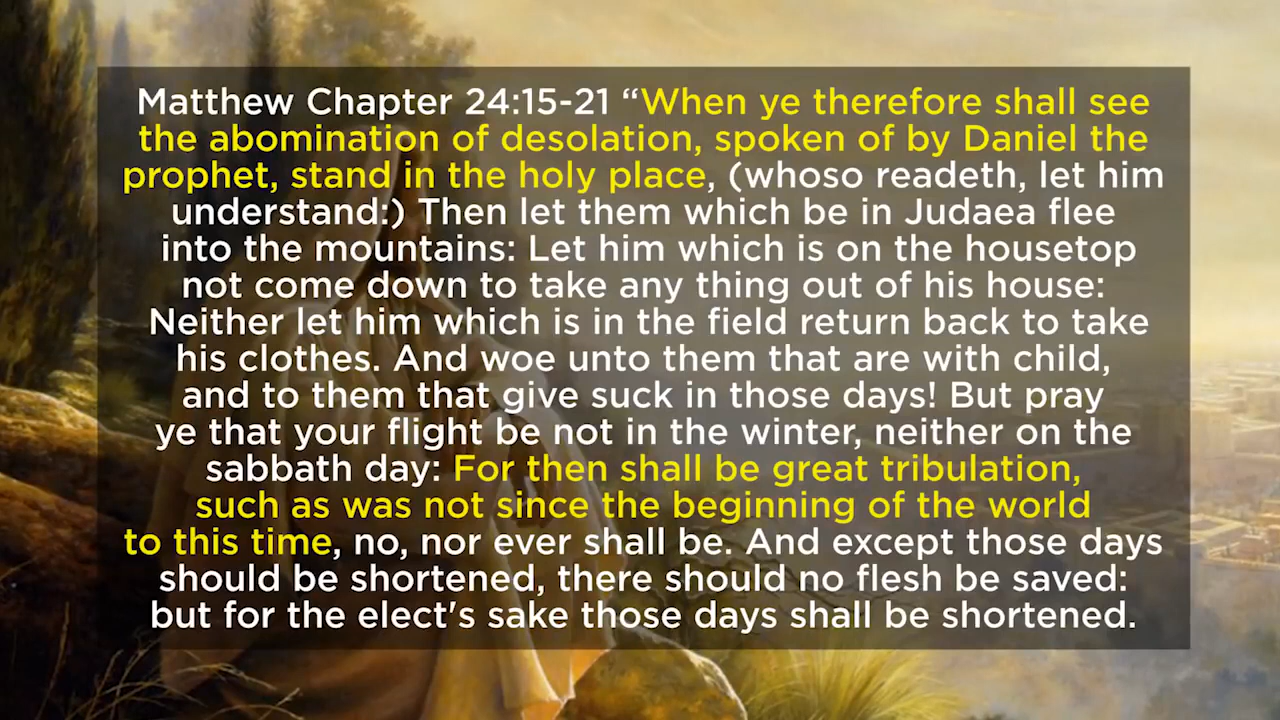 Matthew Chapter 24:15-21 “When ye therefore shall see
the abomination of desolation, spoken of by Daniel the
prophet, stand in the holy place, (whoso readeth, let him
understand:) Then let them which be in Judaea flee
into the mountains: Let him which is on the housetop
not come down to take any thing out of his house:
Neither let him which is in the field return back to take
his clothes. And woe unto them that are with child,
and to them that give suck in those days! But pray
ye that your flight be not in the winter, neither on the
sabbath day: For then shall be great tribulation,
such as was not since the beginning of the world
to this time, no, nor ever shall be. And except those days
should be shortened, there should no flesh be saved:
but for the elect's sake those days shall be shortened.